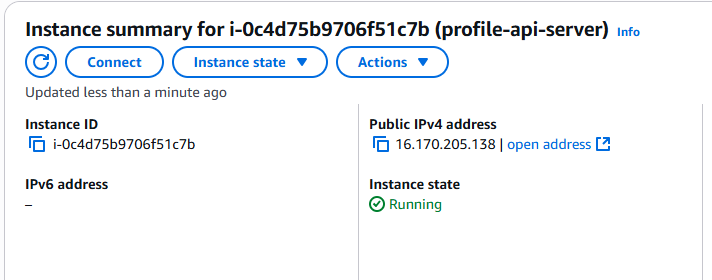 Instance summary for i-0c4d75b9706f51c7b (profile-api-server) Info
Connect Instance state Actions
Updated less than a minute ago
Instance ID
i-0c4d75b9706f51c7b
Public IPv4 address
16.170.205.138 | open address
IPv6 address
–
Instance state
Running